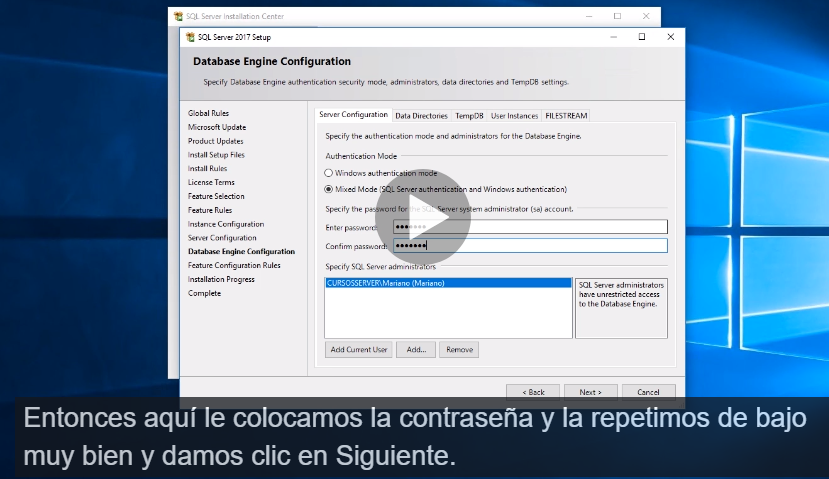 SQL Server Installation Center
SQL Server 2017 Setup
Database Engine Configuration
Specify Database Engine authentication security mode, administrators, data directories and TempDB settings.
Global Rules
Microsoft Update
Product Updates
Install Setup Files
Install Rules
License Terms
Feature Selection
Feature Rules
Instance Configuration
Server Configuration
Database Engine Configuration
Feature Configuration Rules
Installation Progress
Complete
Server Configuration Data Directories TempDB User Instances FILESTREAM
Specify the authentication mode and administrators for the Database Engine.
Authentication Mode
Windows authentication mode
Mixed Mode (SQL Server authentication and Windows authentication)
Specify the password for the SQL Server system administrator (sa) account.
Enter password:
Confirm password:
Specify SQL Server administrators
CURSOSSERVER\Mariano (Mariano)
SQL Server administrators
have unrestricted access
to the Database Engine.
Add Current User Add... Remove
< Back Next > Cancel
Entonces aquí le colocamos la contraseña y la repetimos de bajo
muy bien y damos clic en Siguiente.